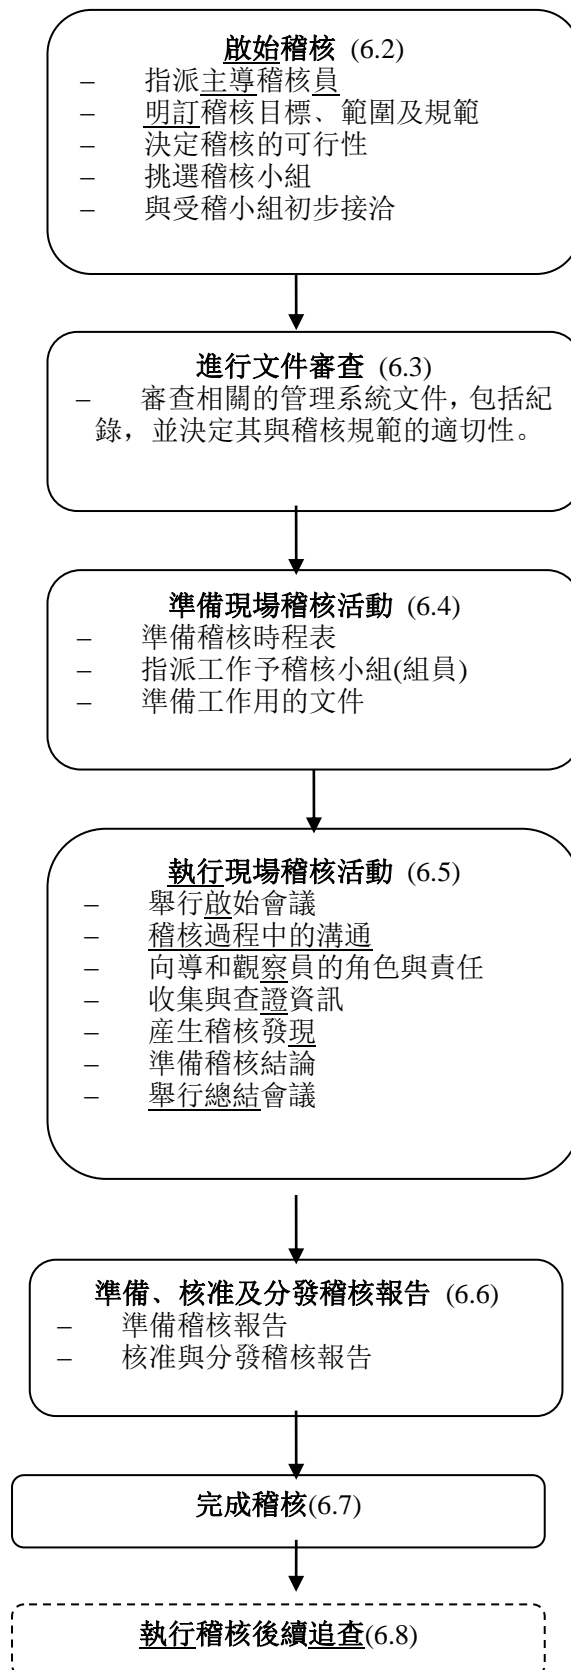 啟始稽核 (6.2)
– 指派主導稽核員
– 明訂稽核目標、範圍及規範
– 決定稽核的可行性
– 挑選稽核小組
– 與受稽小組初步接洽
進行文件審查 (6.3)
– 審查相關的管理系統文件，包括紀
錄，並決定其與稽核規範的適切性。
準備現場稽核活動 (6.4)
– 準備稽核時程表
– 指派工作予稽核小組(組員)
– 準備工作用的文件
執行現場稽核活動 (6.5)
– 舉行啟始會議
– 稽核過程中的溝通
– 向導和觀察員的角色與責任
– 收集與查證資訊
– 産生稽核發現
– 準備稽核結論
– 舉行總結會議
準備、核准及分發稽核報告 (6.6)
– 準備稽核報告
– 核准與分發稽核報告
完成稽核(6.7)
執行稽核後續追查(6.8)